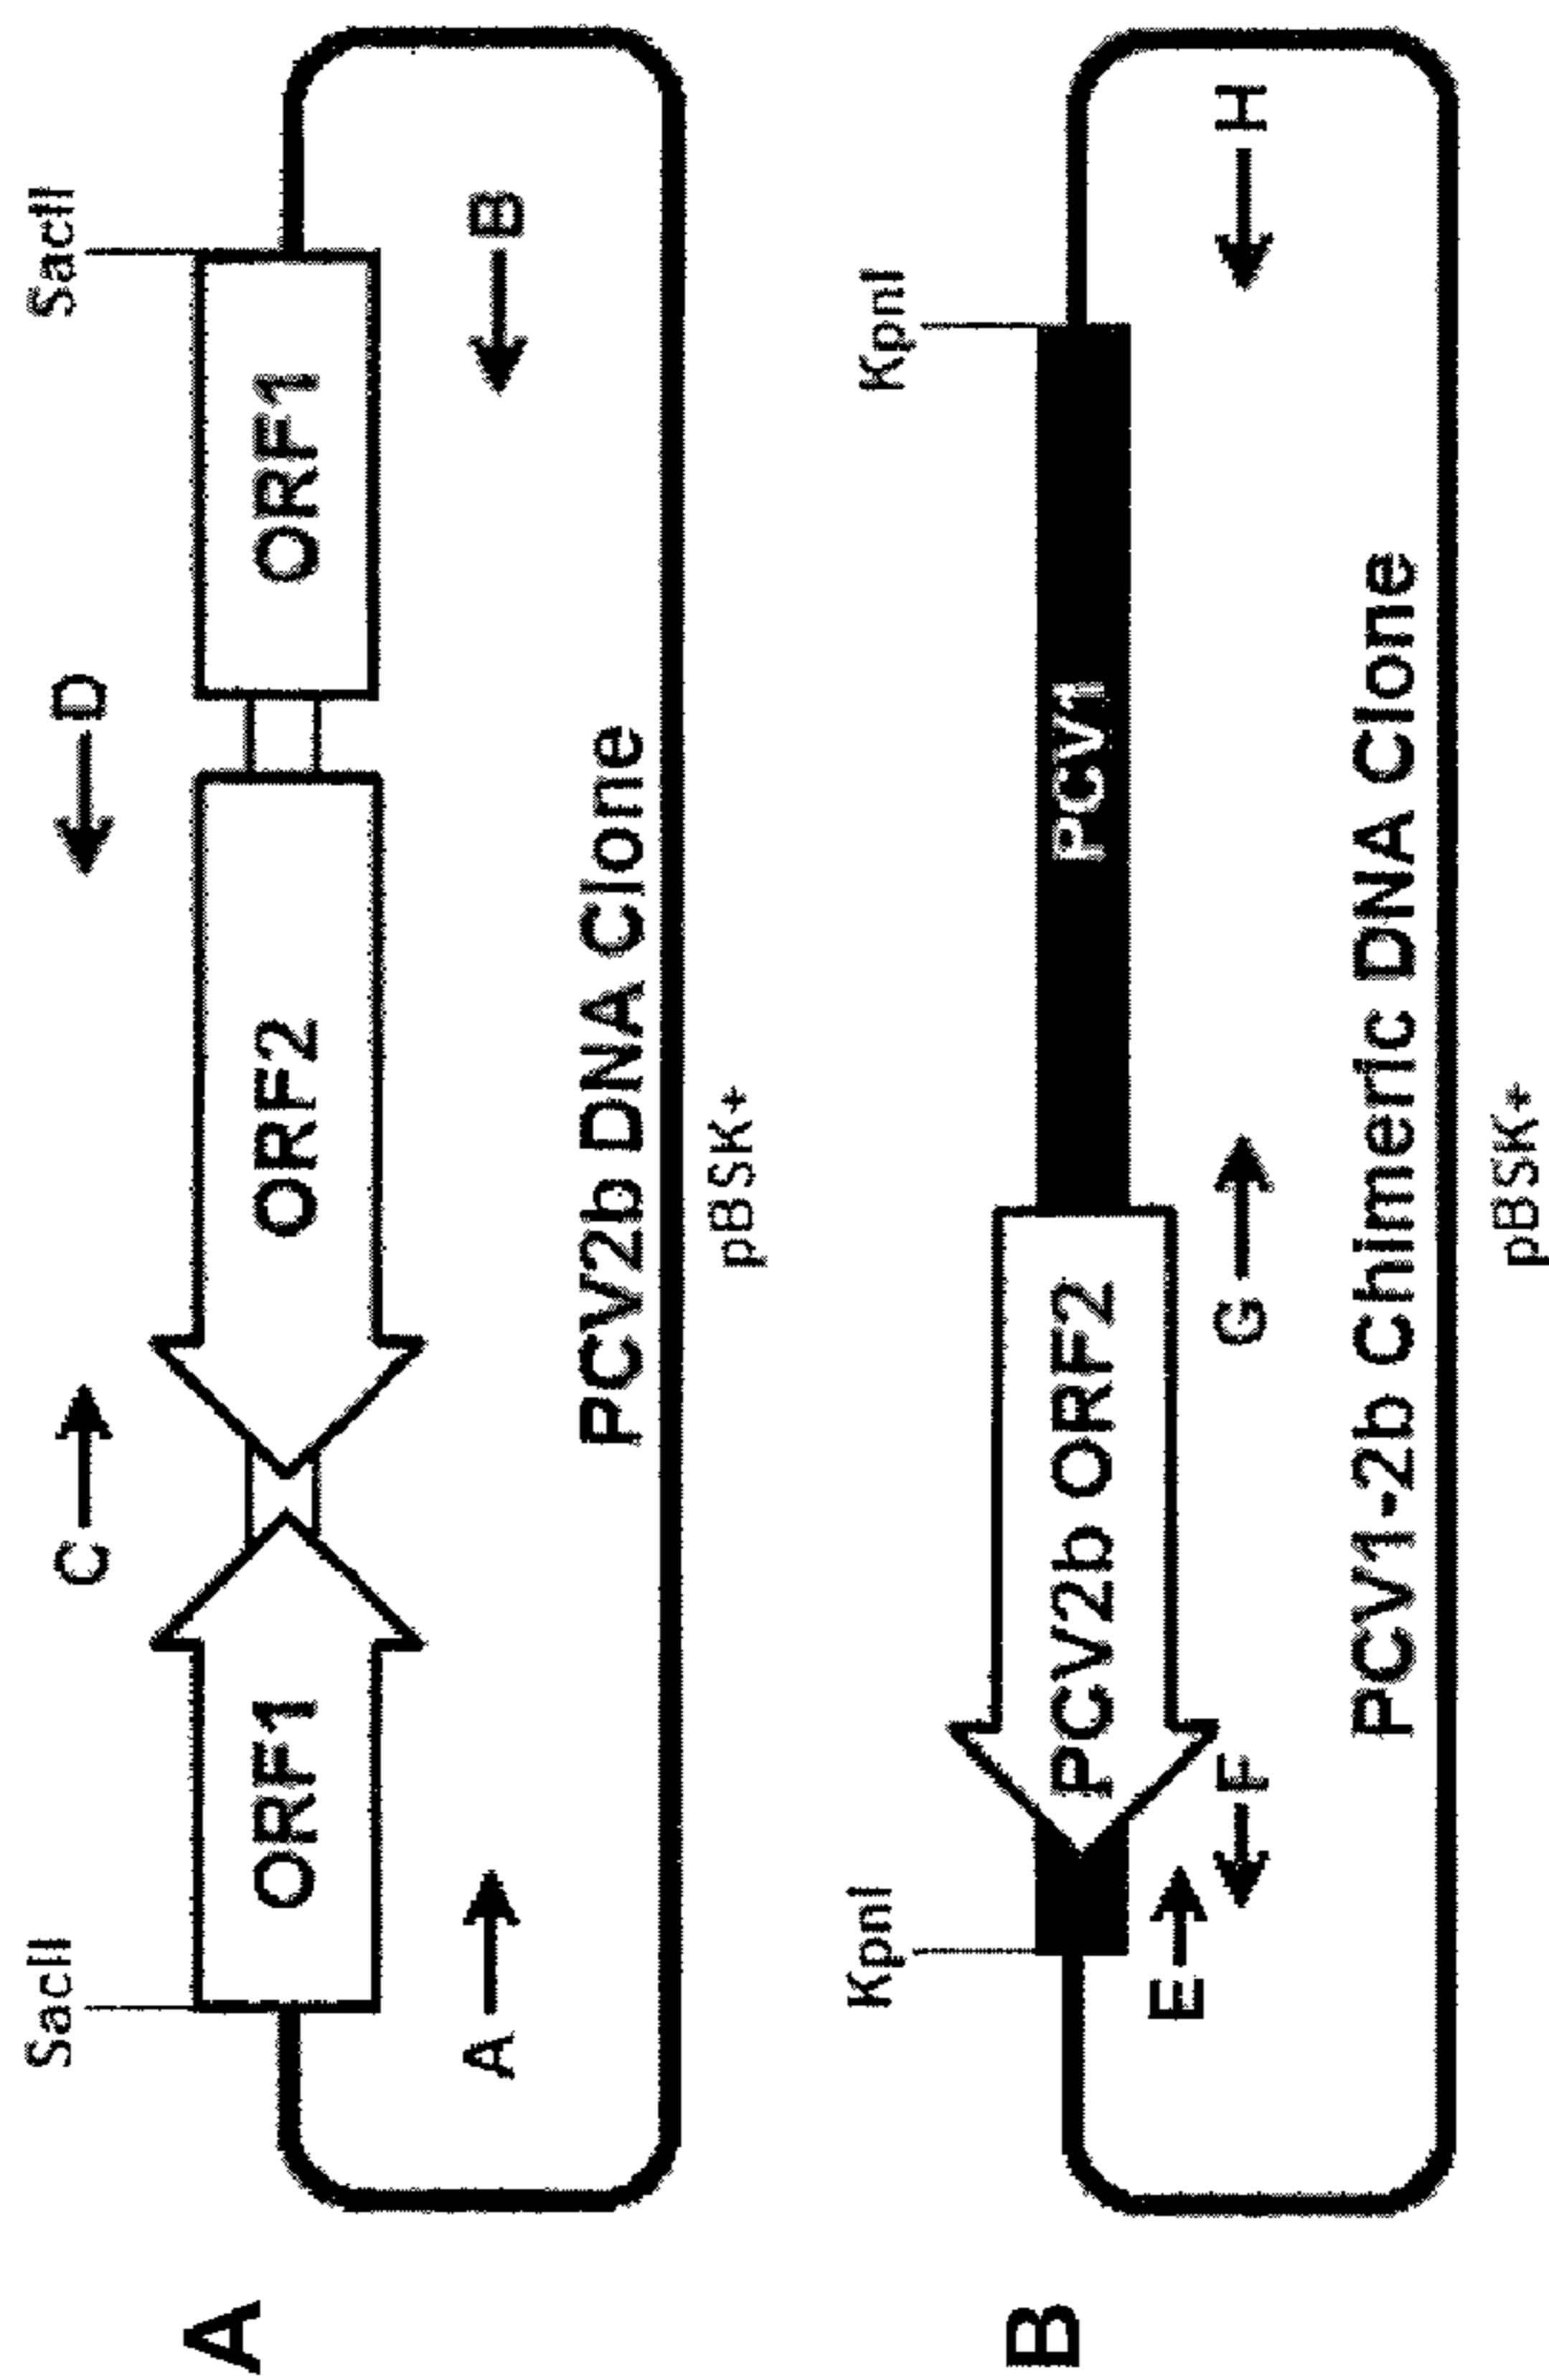 A
SacII
SacII
C
D
ORF1
ORF2
ORF1
A
B
PCV2b DNA Clone
pBSK+
B
KpnI
KpnI
PCV2b ORF2
PCV1
E
F
G
H
PCV1-2b Chimeric DNA Clone
pBSK+